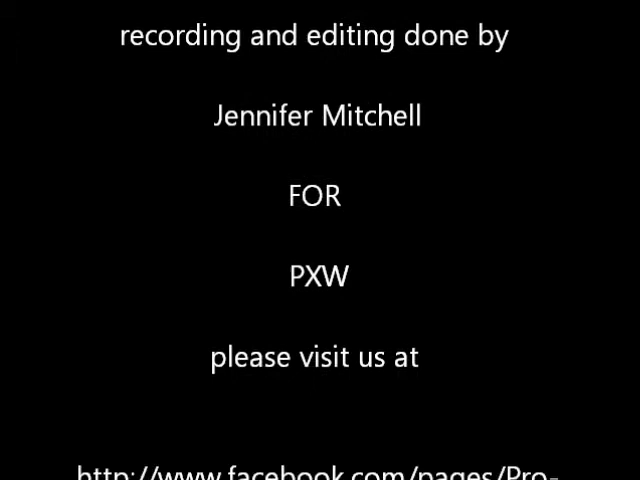 recording and editing done by
Jennifer Mitchell
FOR
PXW
please visit us at
http://www.facebook.com/pages/Pro-